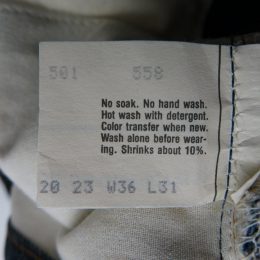 501 558
No soak. No hand wash.
Hot wash with detergent.
Color transfer when new.
Wash alone before wear-
ing. Shrinks about 10%.
20 23 W36 L31